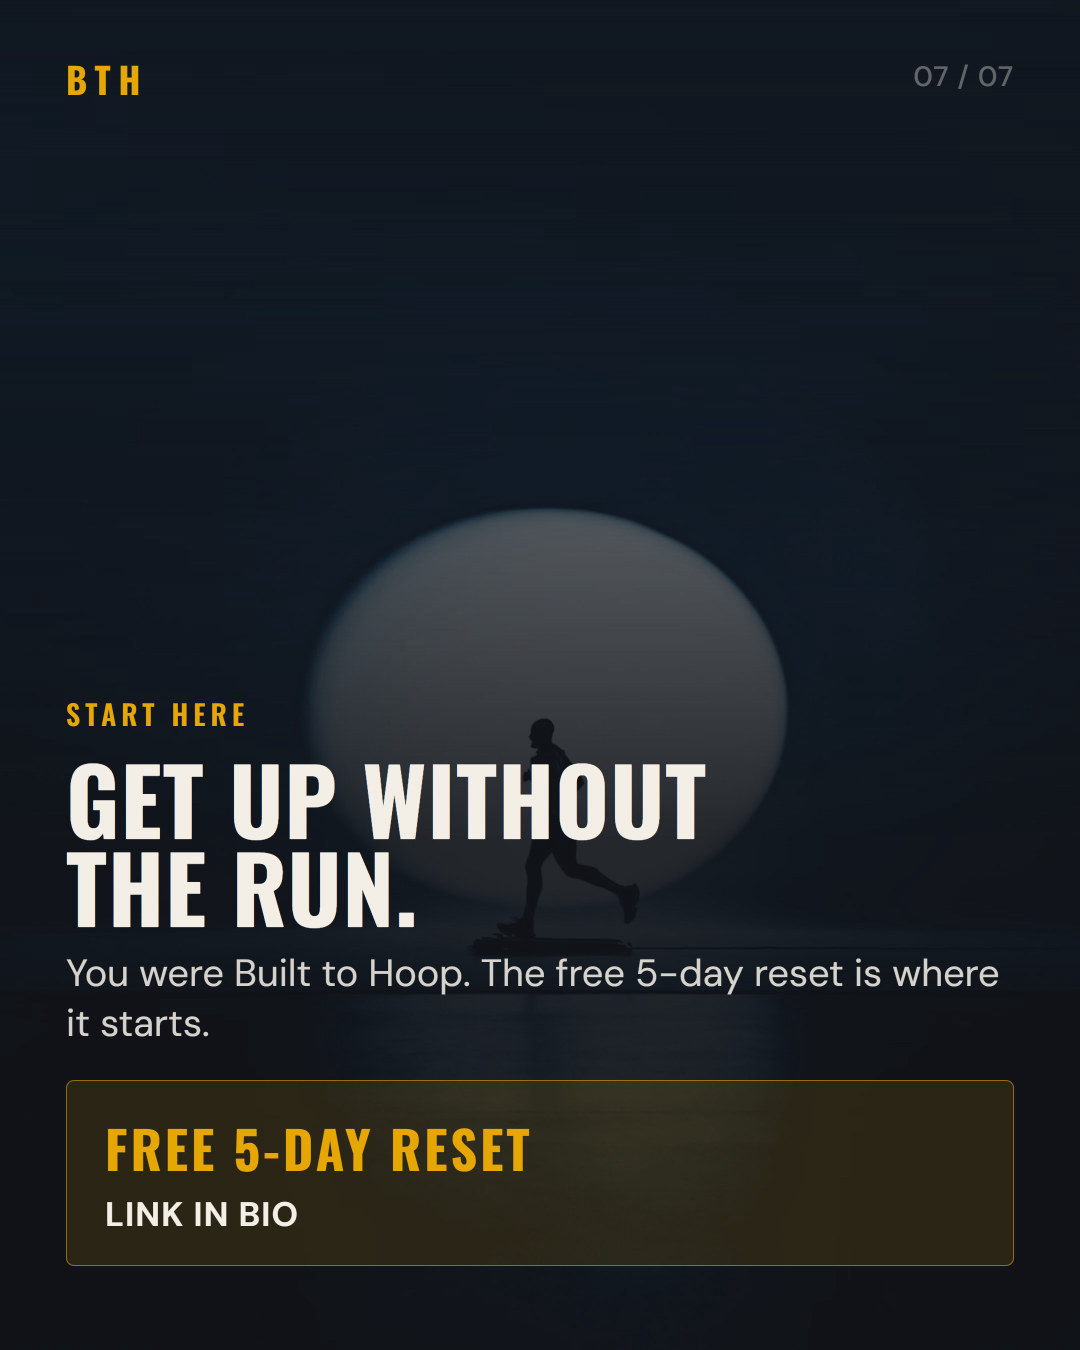 BTH
07 / 07
START HERE
GET UP WITHOUT
THE RUN.
You were Built to Hoop. The free 5-day reset is where
it starts.
FREE 5-DAY RESET
LINK IN BIO